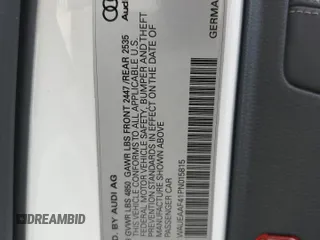 Audi
GERMA
BY AUDI AG
GVWR LBS 4850 GAWR LBS FRONT 2447/REAR 2535
THIS VEHICLE CONFORMS TO ALL APPLICABLE U.S.
FEDERAL MOTOR VEHICLE SAFETY, BUMPER AND THEFT
PREVENTION STANDARDS IN EFFECT ON THE DATE OF
MANUFACTURE SHOWN ABOVE
PASSENGER CAR
WAUEAAF41PN015815
DREAMBID